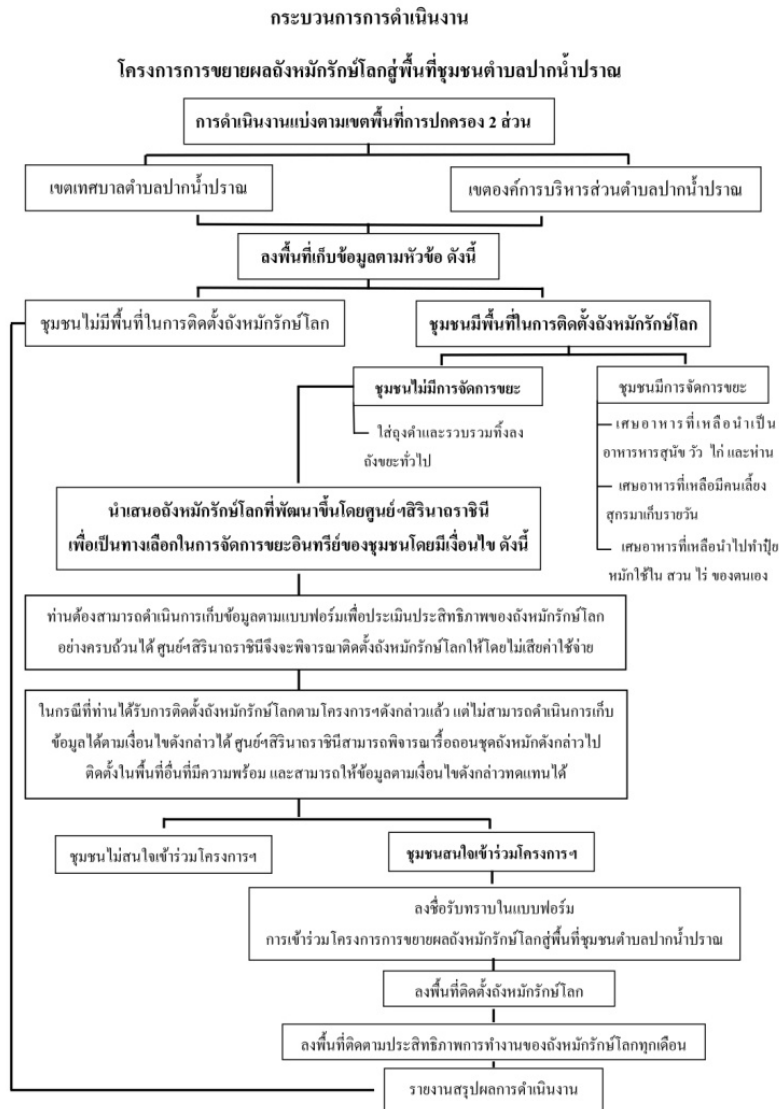 กระบวนการการดำเนินงาน
โครงการการขยายผลถังหมักรักษ์โลกสู่พื้นที่ชุมชนตำบลปากน้ำปราณ
การดำเนินงานแบ่งตามเขตพื้นที่การปกครอง 2 ส่วน
เขตเทศบาลตำบลปากน้ำปราณ
เขตองค์การบริหารส่วนตำบลปากน้ำปราณ
ลงพื้นที่เก็บข้อมูลตามหัวข้อ ดังนี้
ชุมชนไม่มีพื้นที่ในการติดตั้งถังหมักรักษ์โลก
ชุมชนมีพื้นที่ในการติดตั้งถังหมักรักษ์โลก
ชุมชนไม่มีการจัดการขยะ
ใส่ถุงดำและรวบรวมทิ้งลง
ถังขยะทั่วไป
ชุมชนมีการจัดการขยะ
เศษอาหารที่เหลือนำเป็น
อาหารหารสุนัข วัว ไก่ และห่าน
เศษอาหารที่เหลือมีคนเลี้ยง
สุกรมาเก็บรายวัน
เศษอาหารที่เหลือนำไปทำปุ๋ย
หมักใช้ใน สวน ไร่ ของตนเอง
นำเสนอถังหมักรักษ์โลกที่พัฒนาขึ้นโดยศูนย์ฯสิรินาถราชินี
เพื่อเป็นทางเลือกในการจัดการขยะอินทรีย์ของชุมชนโดยมีเงื่อนไข ดังนี้
ท่านต้องสามารถดำเนินการเก็บข้อมูลตามแบบฟอร์มเพื่อประเมินประสิทธิภาพของถังหมักรักษ์โลก
อย่างครบถ้วนได้ ศูนย์ฯสิรินาถราชินีจึงจะพิจารณาติดตั้งถังหมักรักษ์โลกให้โดยไม่เสียค่าใช้จ่าย
ในกรณีที่ท่านได้รับการติดตั้งถังหมักรักษ์โลกตามโครงการฯดังกล่าวแล้ว แต่ไม่สามารถดำเนินการเก็บ
ข้อมูลได้ตามเงื่อนไขดังกล่าวได้ ศูนย์ฯสิรินาถราชินีสามารถพิจารณารื้อถอนชุดถังหมักดังกล่าวไป
ติดตั้งในพื้นที่อื่นที่มีความพร้อม และสามารถให้ข้อมูลตามเงื่อนไขดังกล่าวทดแทนได้
ชุมชนไม่สนใจเข้าร่วมโครงการฯ
ชุมชนสนใจเข้าร่วมโครงการฯ
ลงชื่อรับทราบในแบบฟอร์ม
การเข้าร่วมโครงการการขยายผลถังหมักรักษ์โลกสู่พื้นที่ชุมชนตำบลปากน้ำปราณ
ลงพื้นที่ติดตั้งถังหมักรักษ์โลก
ลงพื้นที่ติดตามประสิทธิภาพการทำงานของถังหมักรักษ์โลกทุกเดือน
รายงานสรุปผลการดำเนินงาน